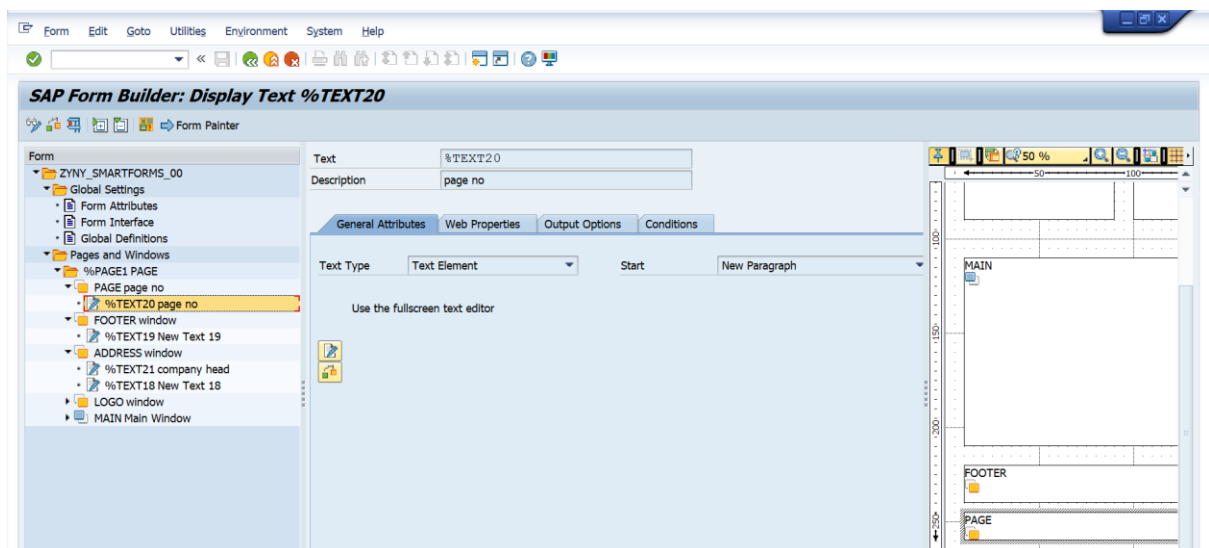 Form Edit Goto Utilities Environment System Help
SAP Form Builder: Display Text %TEXT20
Form Painter
Form
ZYNY_SMARTFORMS_00
Global Settings
Form Attributes
Form Interface
Global Definitions
Pages and Windows
%PAGE1 PAGE
PAGE page no
%TEXT20 page no
FOOTER window
%TEXT19 New Text 19
ADDRESS window
%TEXT21 company head
%TEXT18 New Text 18
LOGO window
MAIN Main Window
Text %TEXT20
Description page no
General Attributes Web Properties Output Options Conditions
Text Type Text Element Start New Paragraph
Use the fullscreen text editor
50 %
50 100
100
MAIN
150
200
FOOTER
250
PAGE